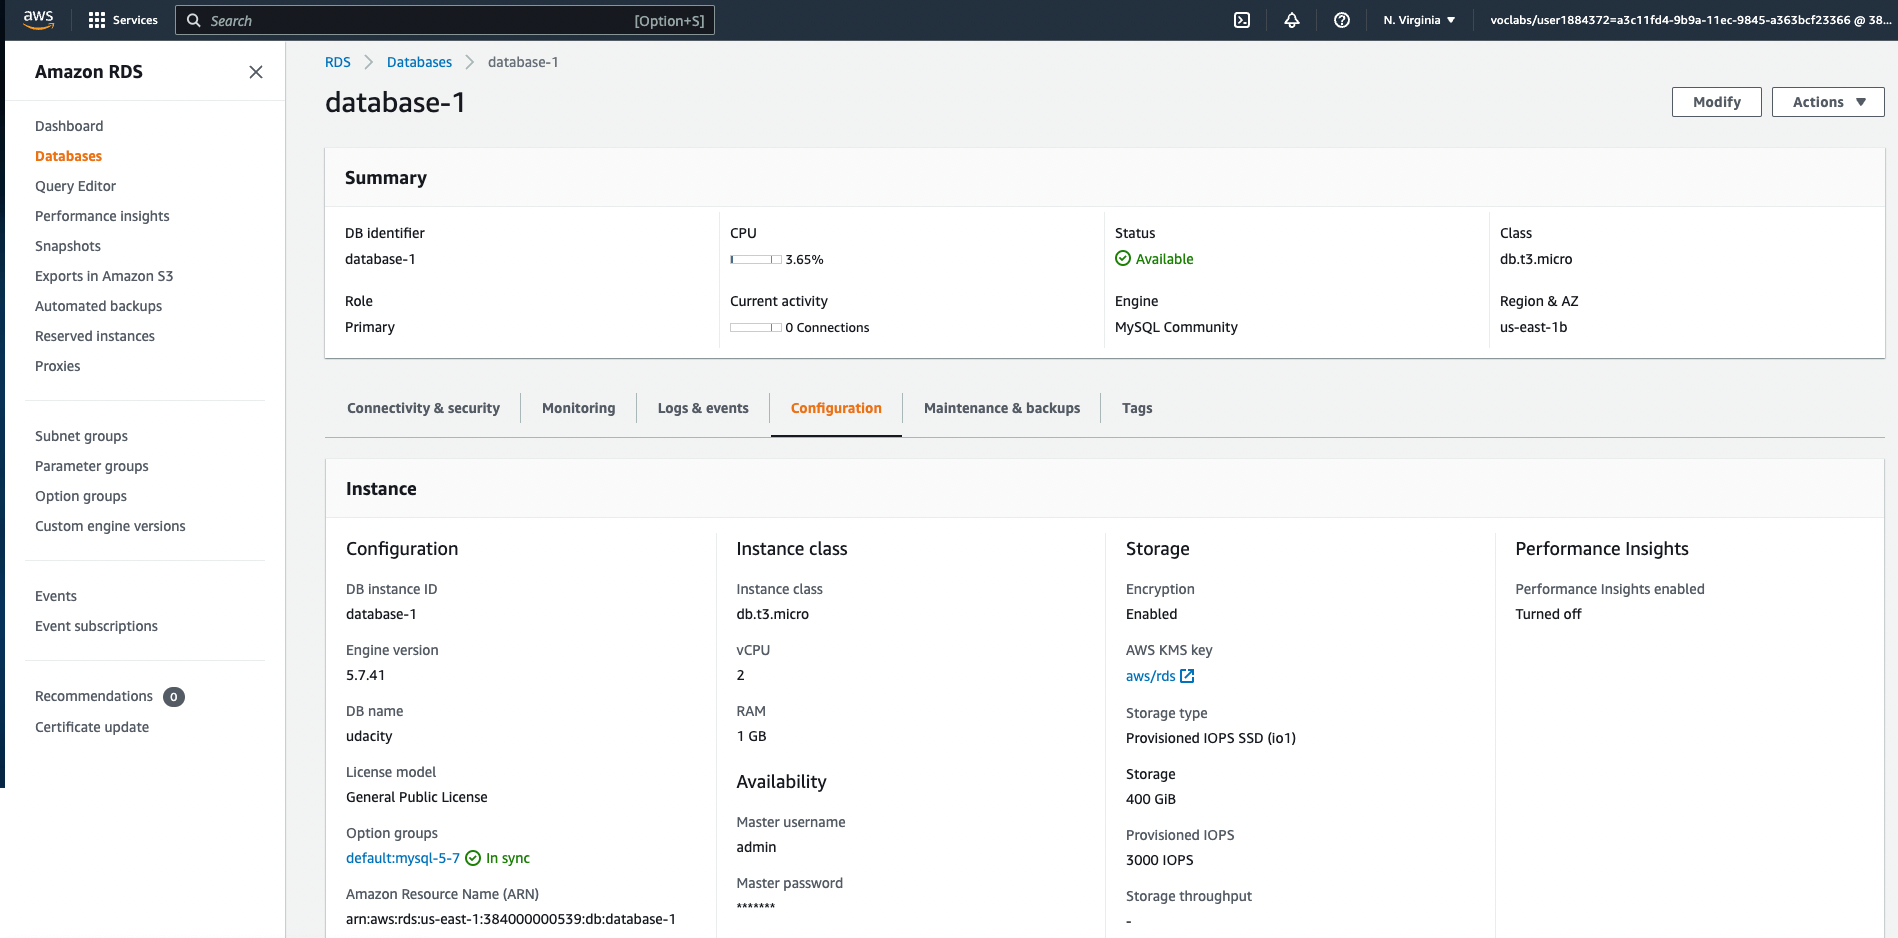 aws
Services
Search [Option+S]
N. Virginia ▼
voclabs/user1884372=a3c11fd4-9b9a-11ec-9845-a363bcf23366 @ 38...
Amazon RDS
Dashboard
Databases
Query Editor
Performance insights
Snapshots
Exports in Amazon S3
Automated backups
Reserved instances
Proxies
Subnet groups
Parameter groups
Option groups
Custom engine versions
Events
Event subscriptions
Recommendations 0
Certificate update
RDS > Databases > database-1
database-1
Modify
Actions ▼
Summary
DB identifier
database-1
Role
Primary
CPU
3.65%
Current activity
0 Connections
Status
Available
Engine
MySQL Community
Class
db.t3.micro
Region & AZ
us-east-1b
Connectivity & security
Monitoring
Logs & events
Configuration
Maintenance & backups
Tags
Instance
Configuration
DB instance ID
database-1
Engine version
5.7.41
DB name
udacity
License model
General Public License
Option groups
default:mysql-5-7 In sync
Amazon Resource Name (ARN)
arn:aws:rds:us-east-1:384000000539:db:database-1
Instance class
Instance class
db.t3.micro
vCPU
2
RAM
1 GB
Availability
Master username
admin
Master password
*******
Storage
Encryption
Enabled
AWS KMS key
aws/rds
Storage type
Provisioned IOPS SSD (io1)
Storage
400 GiB
Provisioned IOPS
3000 IOPS
Storage throughput
-
Performance Insights
Performance Insights enabled
Turned off